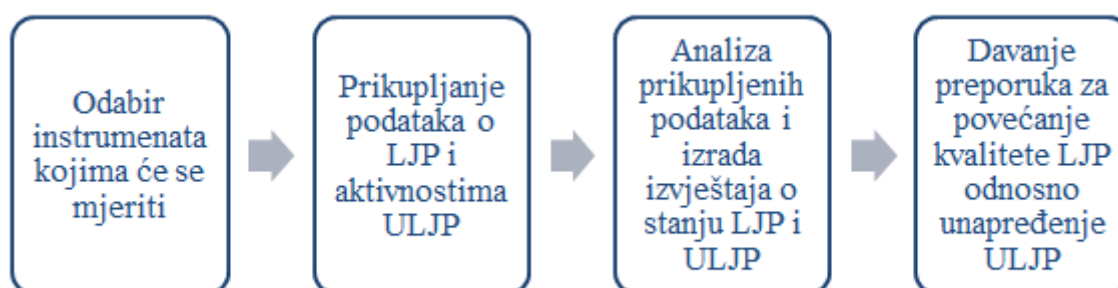 Odabir
instrumenata
kojima će se
mjeriti
Prikupljanje
podataka o
LJP i
aktivnostima
ULJP
Analiza
prikupljenih
podataka i
izrada
izvještaja o
stanju LJP i
ULJP
Davanje
preporuka za
povećanje
kvalitete LJP
odnosno
unapređenje
ULJP